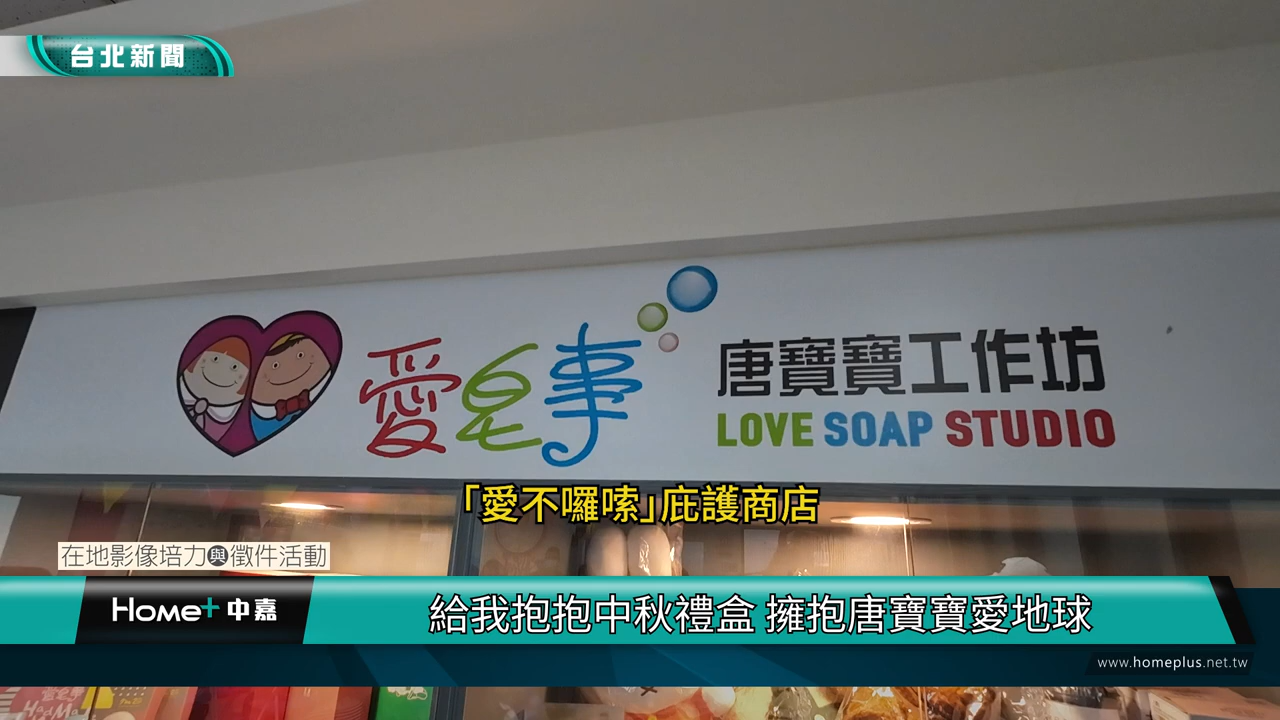 台北新聞
愛皂事
唐寶寶工作坊
LOVE SOAP STUDIO
「愛不囉嗦」庇護商店
在地影像培力與徵件活動
Home+中嘉
給我抱抱中秋禮盒 擁抱唐寶寶愛地球
www.homeplus.net.tw